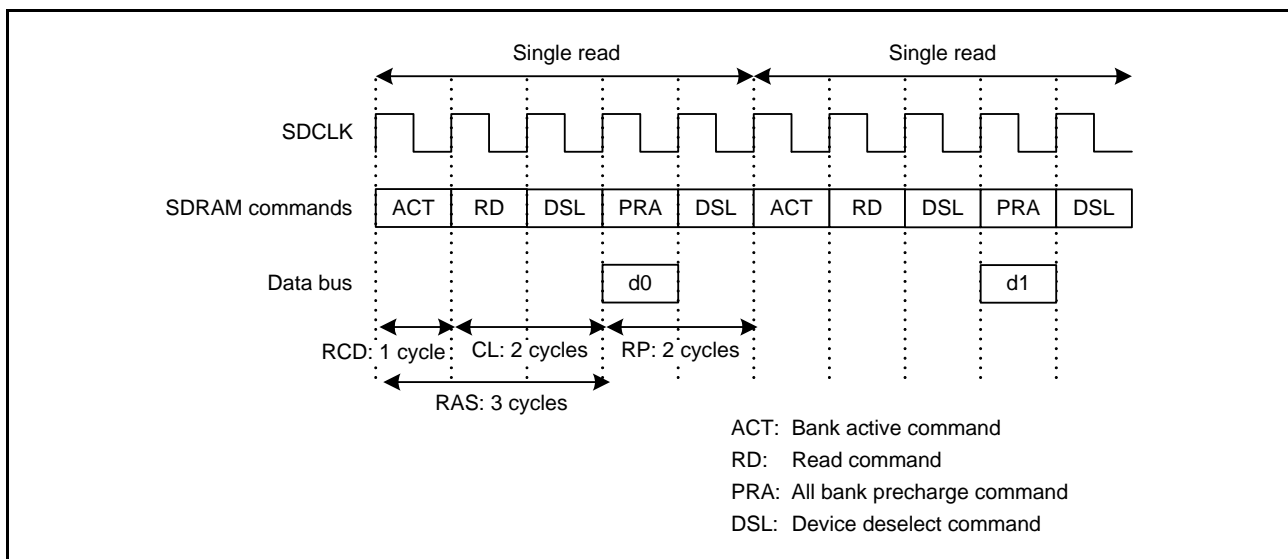 Single read Single read
SDCLK
SDRAM commands ACT RD DSL PRA DSL ACT RD DSL PRA DSL
Data bus d0 d1
RCD: 1 cycle CL: 2 cycles RP: 2 cycles
RAS: 3 cycles
ACT: Bank active command
RD: Read command
PRA: All bank precharge command
DSL: Device deselect command